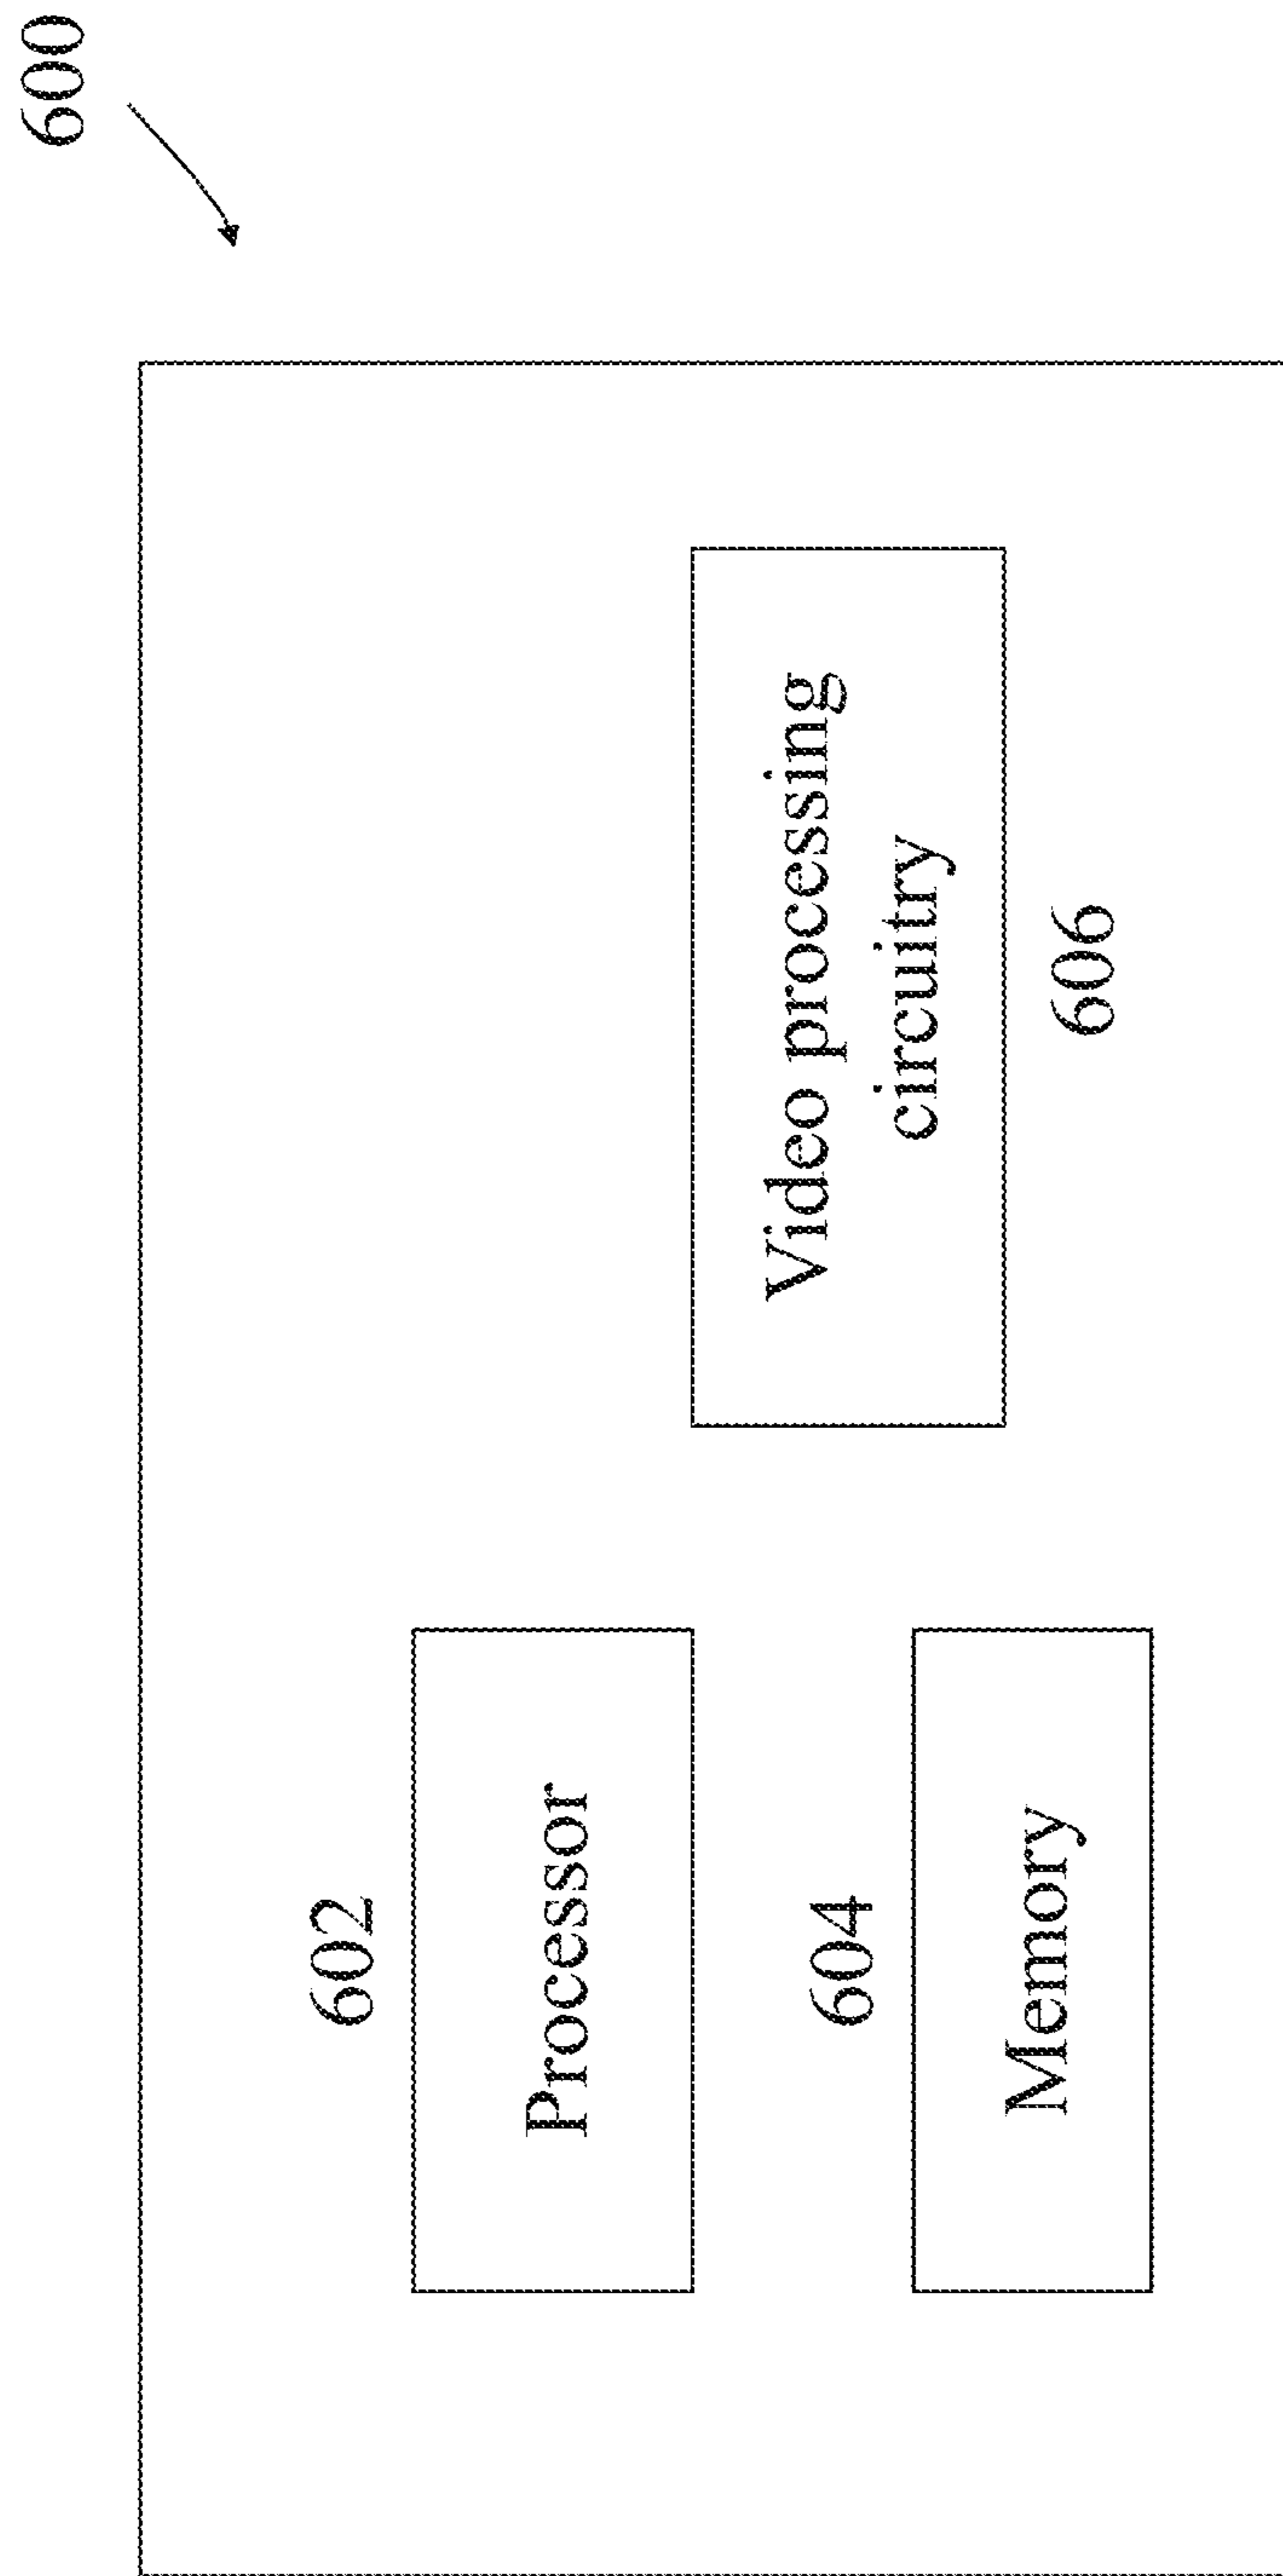 600
602
Processor
604
Memory
Video processing
circuitry
606